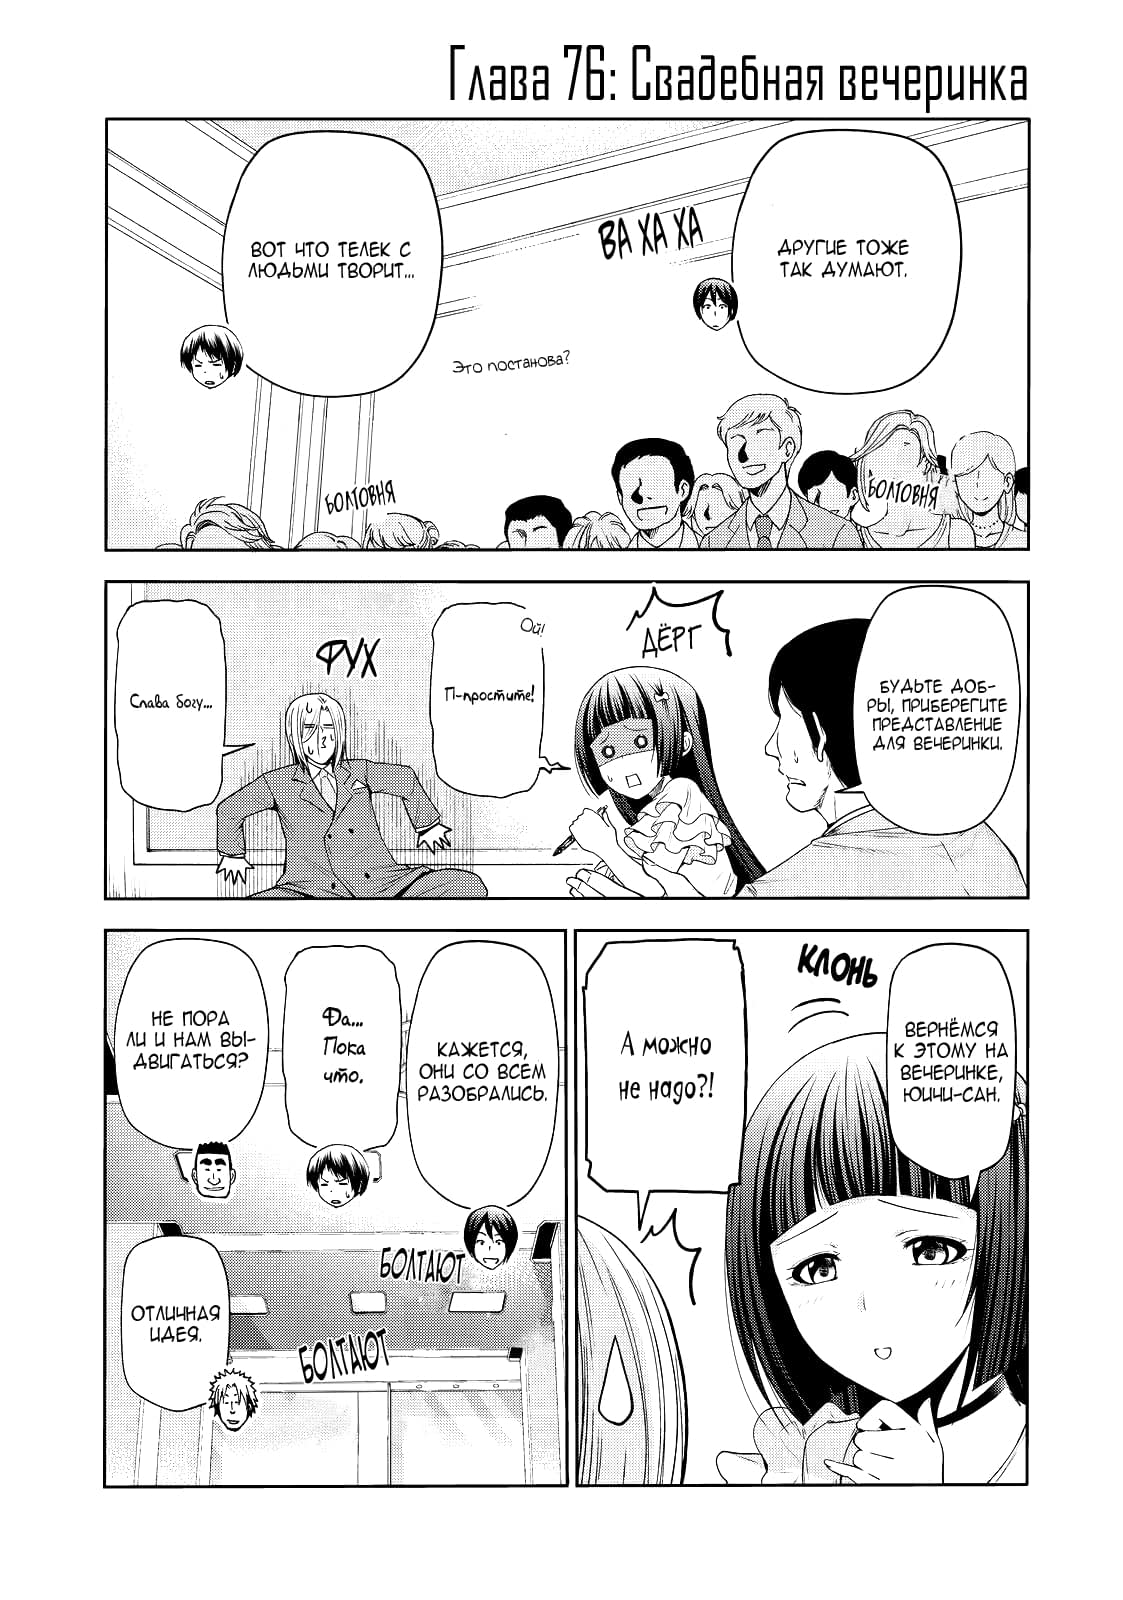 Глава 76: Свадебная вечеринка
ДРУГИЕ ТОЖЕ
ТАК ДУМАЮТ.
ВА ХА ХА
ВОТ ЧТО ТЕЛЕК С
ЛЮДЬМИ ТВОРИТ...
Это постанова?
БОЛТОВНЯ
БОЛТОВНЯ
БУДЬТЕ ДОБ-
РЫ, ПРИБЕРЕГИТЕ
ПРЕДСТАВЛЕНИЕ
ДЛЯ ВЕЧЕРИНКИ.
ДЁРГ
Ой!
П-простите!
ФУХ
Слава богу...
ВЕРНЁМСЯ
К ЭТОМУ НА
ВЕЧЕРИНКЕ,
ЮИЧИ-САН.
КЛОНЬ
А можно
не надо?!
КАЖЕТСЯ,
ОНИ СО ВСЕМ
РАЗОБРАЛИСЬ.
Да...
Пока
что.
НЕ ПОРА
ЛИ И НАМ ВЫ-
ДВИГАТЬСЯ?
БОЛТАЮТ
ОТЛИЧНАЯ
ИДЕЯ.
БОЛТАЮТ